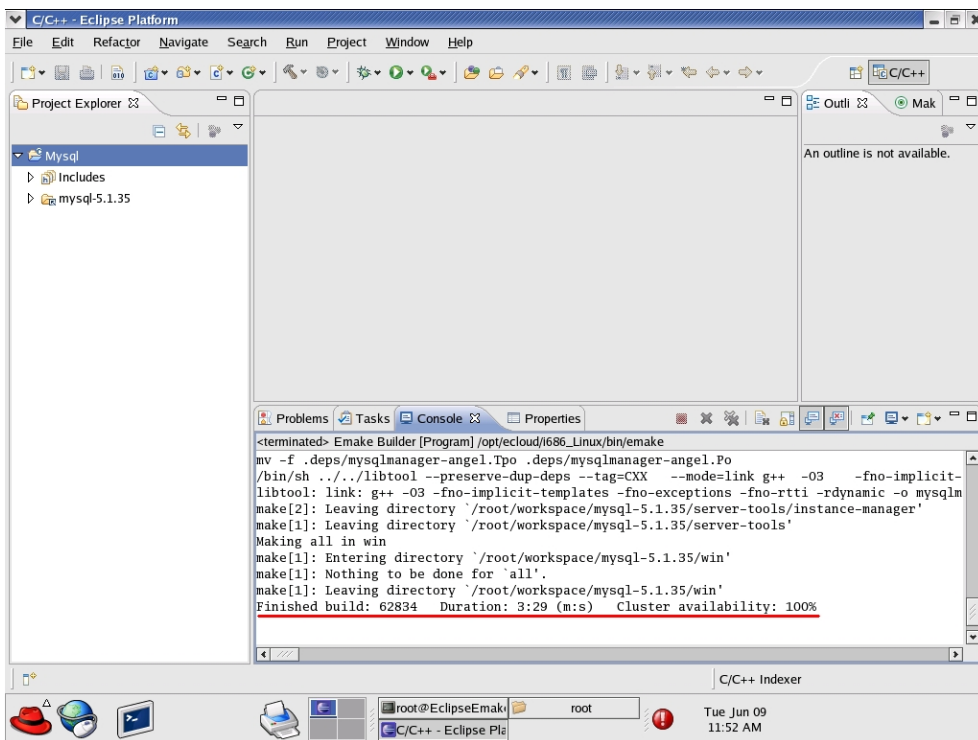 C/C++ - Eclipse Platform
File Edit Refactor Navigate Search Run Project Window Help
C/C++
Project Explorer
Outli Mak
Mysql
An outline is not available.
Includes
mysql-5.1.35
Problems Tasks Console Properties
<terminated> Emake Builder [Program] /opt/ecloud/i686_Linux/bin/emake
mv -f .deps/mysqlmanager-angel.Tpo .deps/mysqlmanager-angel.Po
/bin/sh ../../libtool --preserve-dup-deps --tag=CXX --mode=link g++ -O3 -fno-implicit-
libtool: link: g++ -O3 -fno-implicit-templates -fno-exceptions -fno-rtti -rdynamic -o mysqlm
make[2]: Leaving directory `/root/workspace/mysql-5.1.35/server-tools/instance-manager'
make[1]: Leaving directory `/root/workspace/mysql-5.1.35/server-tools'
Making all in win
make[1]: Entering directory `/root/workspace/mysql-5.1.35/win'
make[1]: Nothing to be done for `all'.
make[1]: Leaving directory `/root/workspace/mysql-5.1.35/win'
Finished build: 62834 Duration: 3:29 (m:s) Cluster availability: 100%
C/C++ Indexer
root@EclipseEmak root
C/C++ - Eclipse Pla
Tue Jun 09
11:52 AM